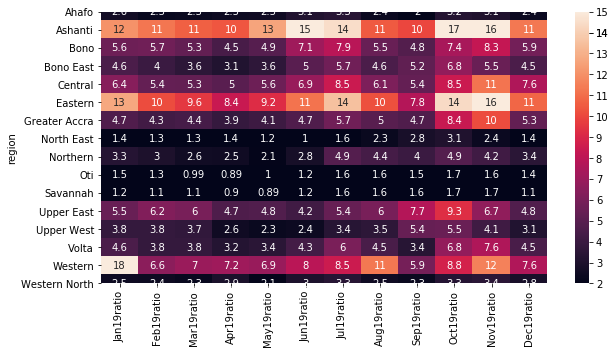 Ahafo
Ashanti 12 11 11 10 13 15 14 11 10 17 16 11
Bono 5.6 5.7 5.3 4.5 4.9 7.1 7.9 5.5 4.8 7.4 8.3 5.9
Bono East 4.6 4 3.6 3.1 3.6 5 5.7 4.6 5.2 6.8 5.5 4.5
Central 6.4 5.4 5.3 5 5.6 6.9 8.5 6.1 5.4 8.5 11 7.6
Eastern 13 10 9.6 8.4 9.2 11 14 10 7.8 14 16 11
Greater Accra 4.7 4.3 4.4 3.9 4.1 4.7 5.7 5 4.7 8.4 10 5.3
North East 1.4 1.3 1.3 1.4 1.2 1 1.6 2.3 2.8 3.1 2.4 1.4
Northern 3.3 3 2.6 2.5 2.1 2.8 4.9 4.4 4 4.9 4.2 3.4
Oti 1.5 1.3 0.99 0.89 1 1.2 1.6 1.6 1.5 1.7 1.6 1.4
Savannah 1.2 1.1 1.1 0.9 0.89 1.2 1.6 1.6 1.6 1.7 1.7 1.1
Upper East 5.5 6.2 6 4.7 4.8 4.2 5.4 6 7.7 9.3 6.7 4.8
Upper West 3.8 3.8 3.7 2.6 2.3 2.4 3.4 3.5 5.4 5.5 4.1 3.1
Volta 4.6 3.8 3.8 3.2 3.4 4.3 6 4.5 3.4 6.8 7.6 4.5
Western 18 6.6 7 7.2 6.9 8 8.5 11 5.9 8.8 12 7.6
Western North
region
Jan19ratio Feb19ratio Mar19ratio Apr19ratio May19ratio Jun19ratio Jul19ratio Aug19ratio Sep19ratio Oct19ratio Nov19ratio Dec19ratio
15
14
13
12
11
10
9
8
7
6
5
4
3
2